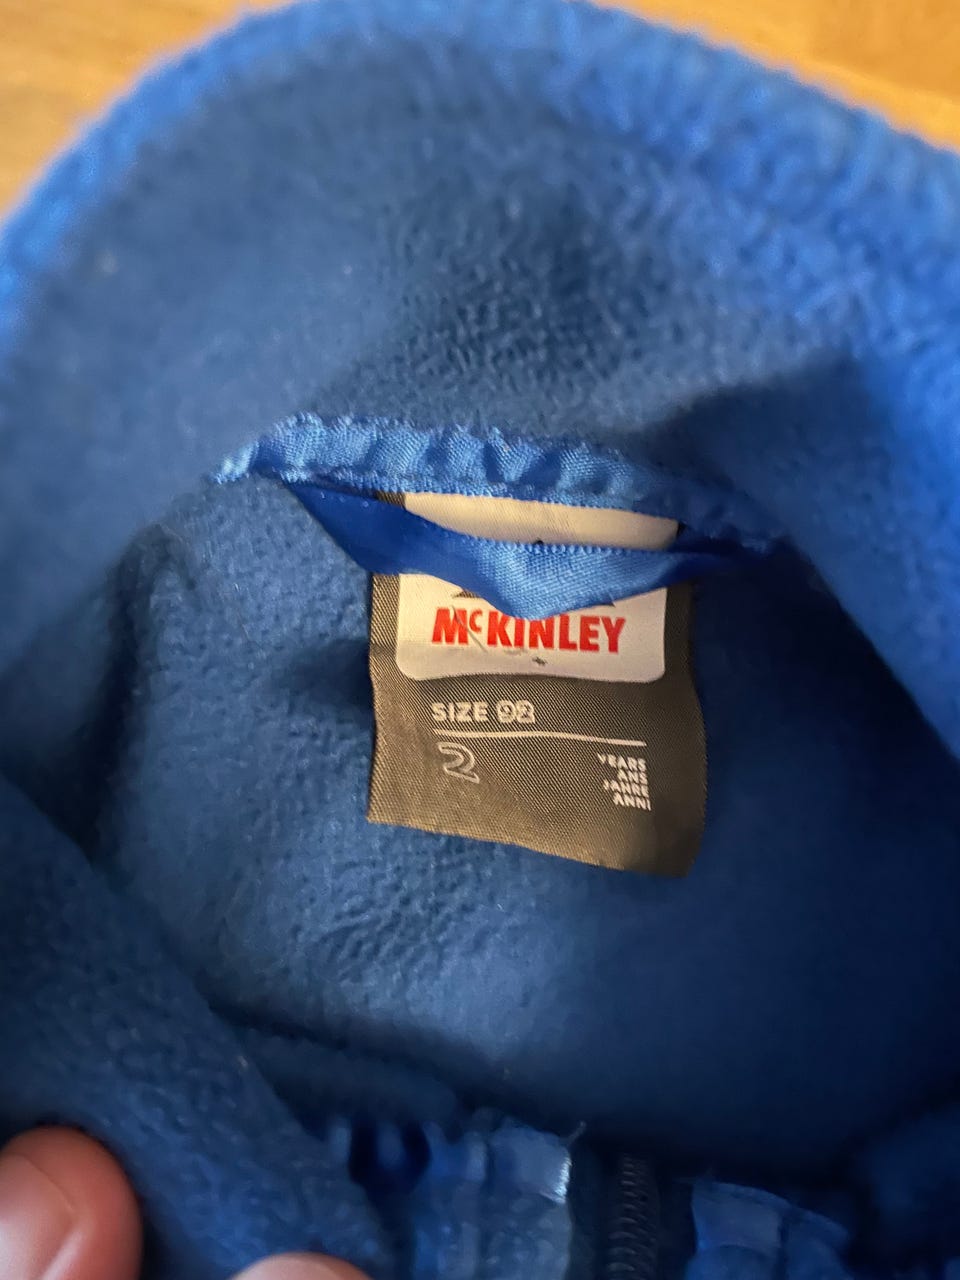 McKINLEY
SIZE 92
2
YEARS
ANS
JAHRE
ANNI